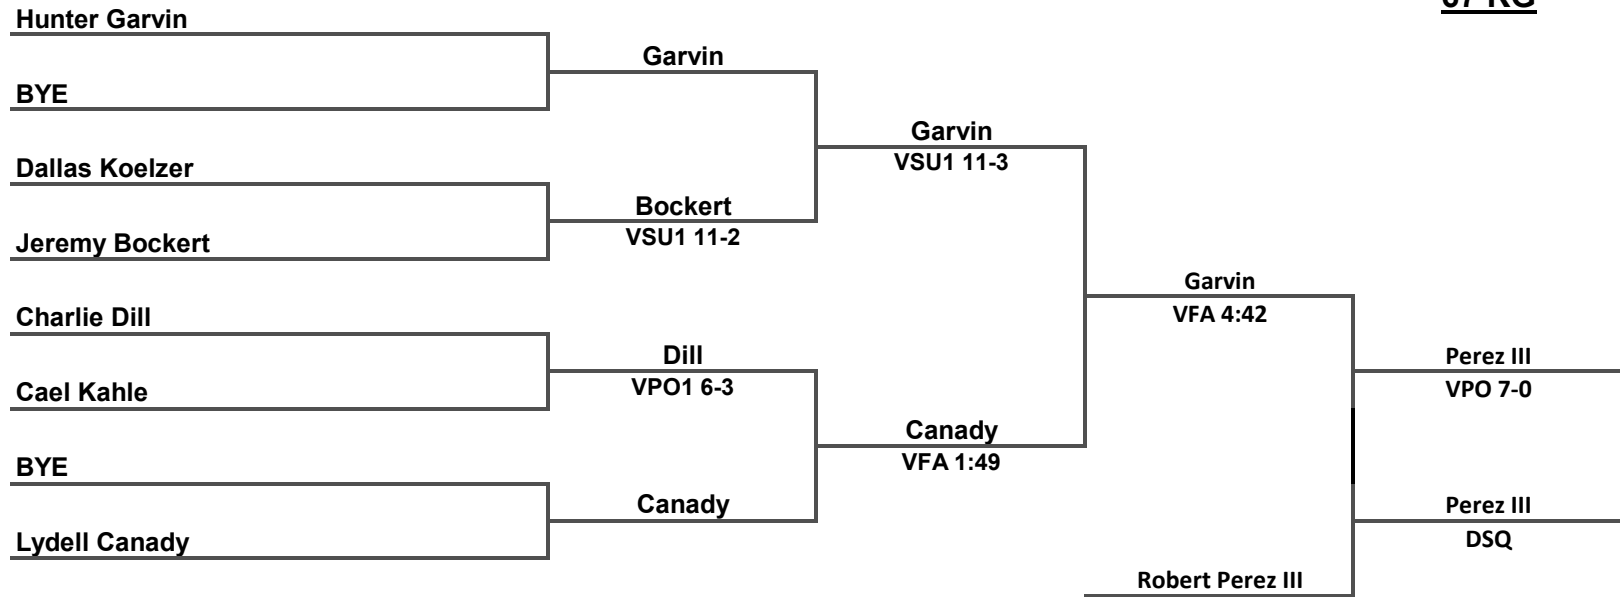 67 KG
Hunter Garvin
Garvin
BYE
Garvin
VSU1 11-3
Dallas Koelzer
Bockert
VSU1 11-2
Jeremy Bockert
Garvin
VFA 4:42
Charlie Dill
Dill
VPO1 6-3
Perez III
VPO 7-0
Cael Kahle
Canady
VFA 1:49
BYE
Canady
Perez III
DSQ
Lydell Canady
Robert Perez III